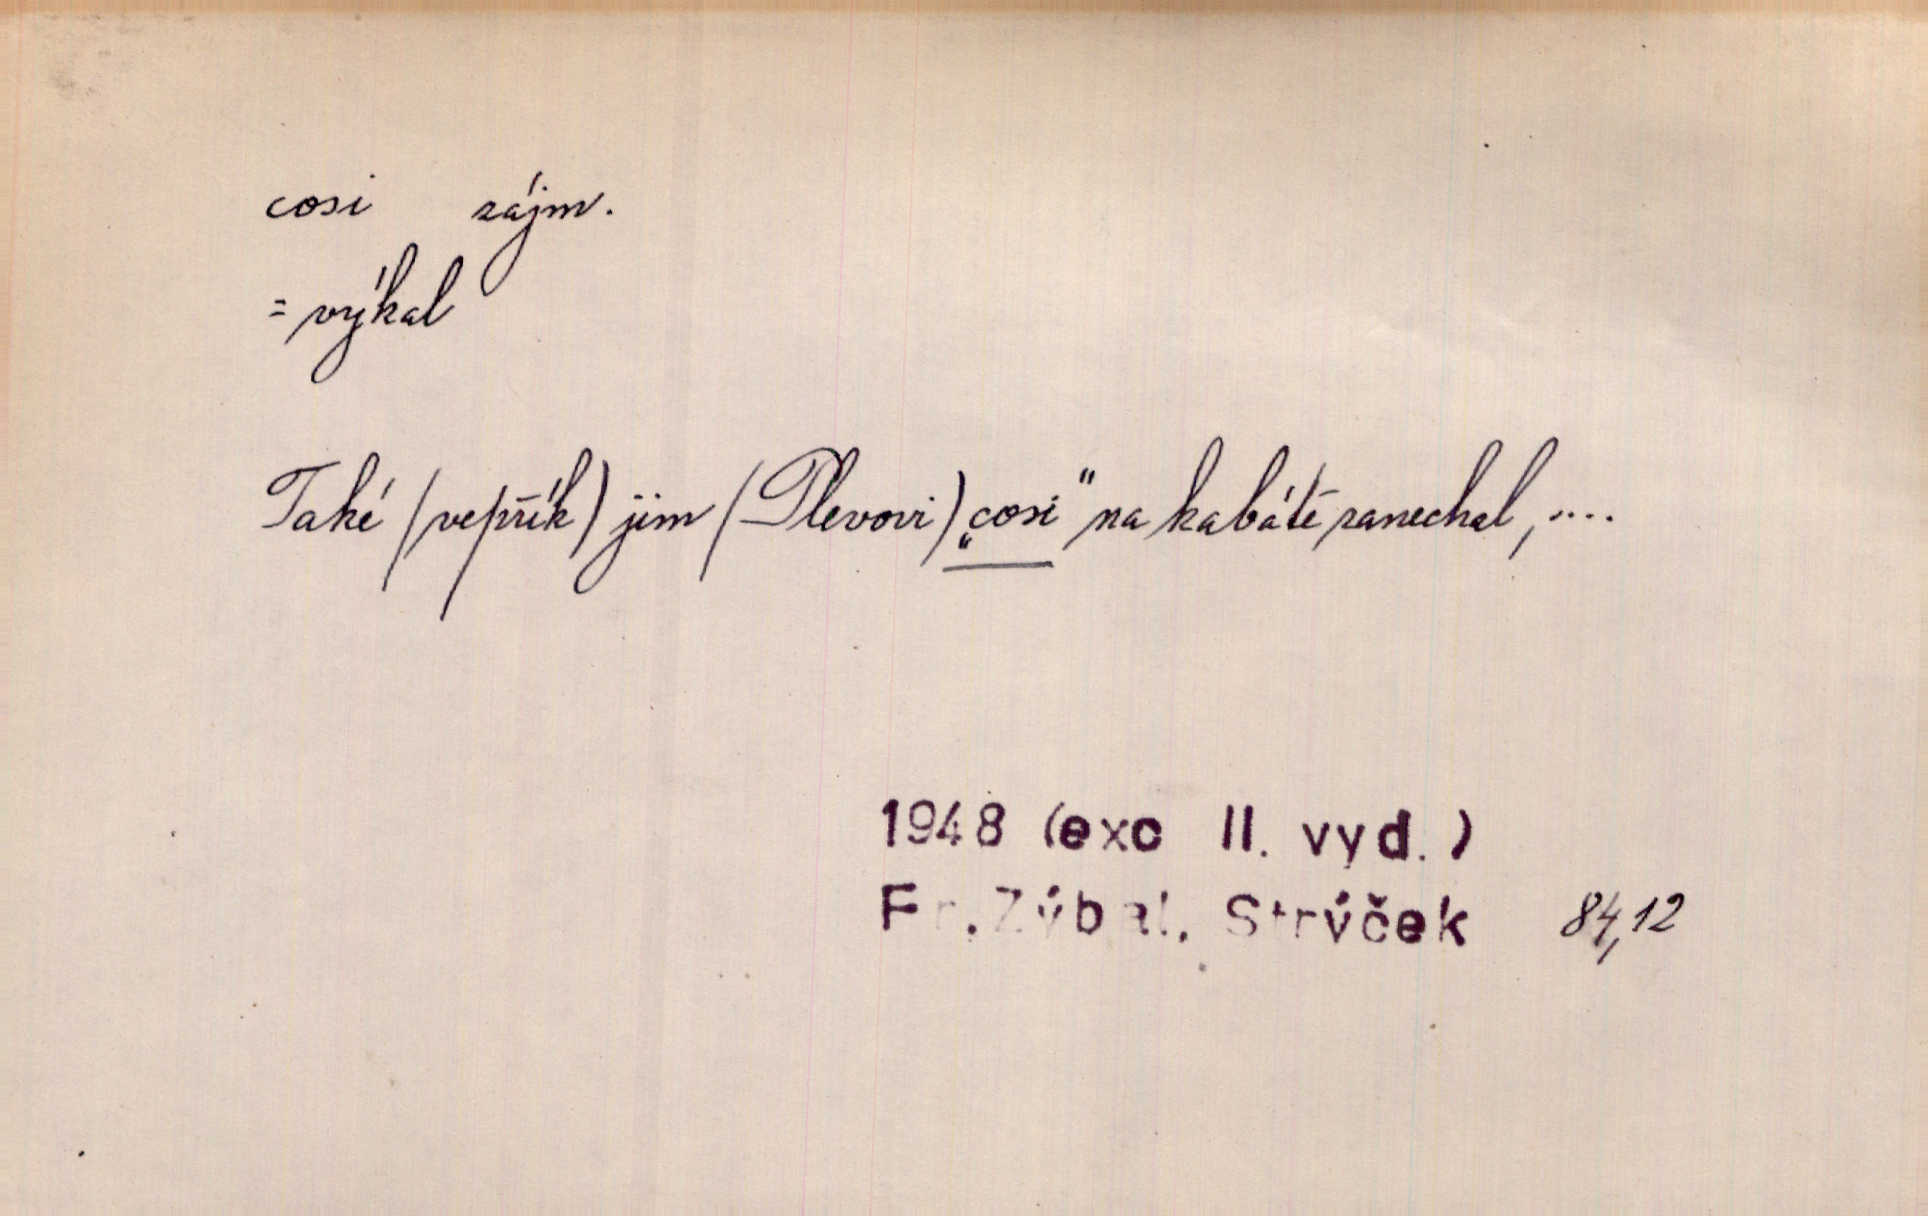 cosi zájm.
= výkal
Také (vepřík) jim (Plevovi) „cosi" na kabátě zanechal, ....
1948 (exc II. vyd.)
Fr. Zýbal, Strýček 84,12